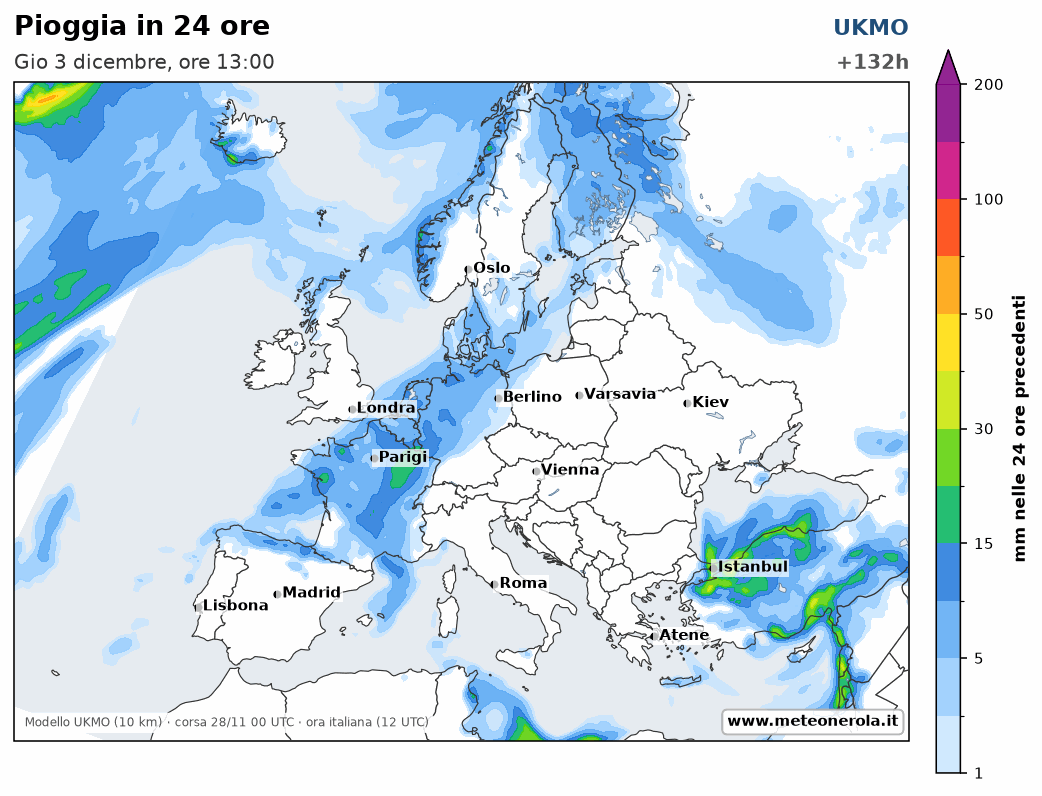 Pioggia in 24 ore
UKMO
Gio 3 dicembre, ore 13:00
+132h
200
100
50
30
15
5
1
mm nelle 24 ore precedenti
Oslo
Londra
Berlino
Varsavia
Kiev
Parigi
Vienna
Istanbul
Roma
Madrid
Lisbona
Atene
Modello UKMO (10 km) · corsa 28/11 00 UTC · ora italiana (12 UTC)
www.meteonerola.it